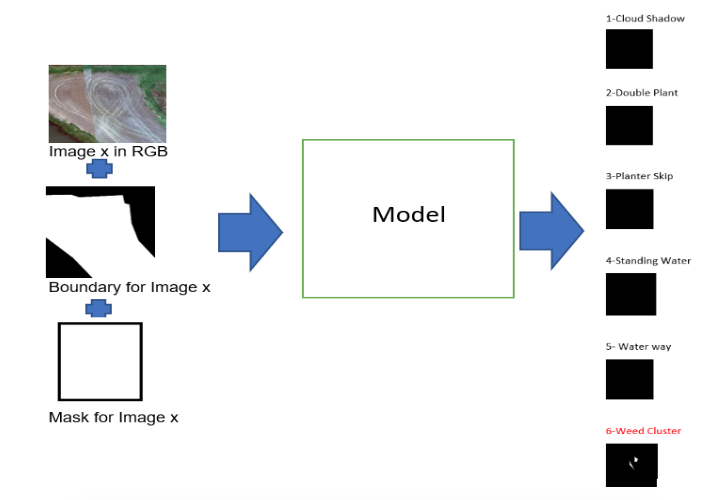 Image x in RGB
Boundary for Image x
Mask for Image x
Model
1-Cloud Shadow
2-Double Plant
3-Planter Skip
4-Standing Water
5- Water way
6-Weed Cluster